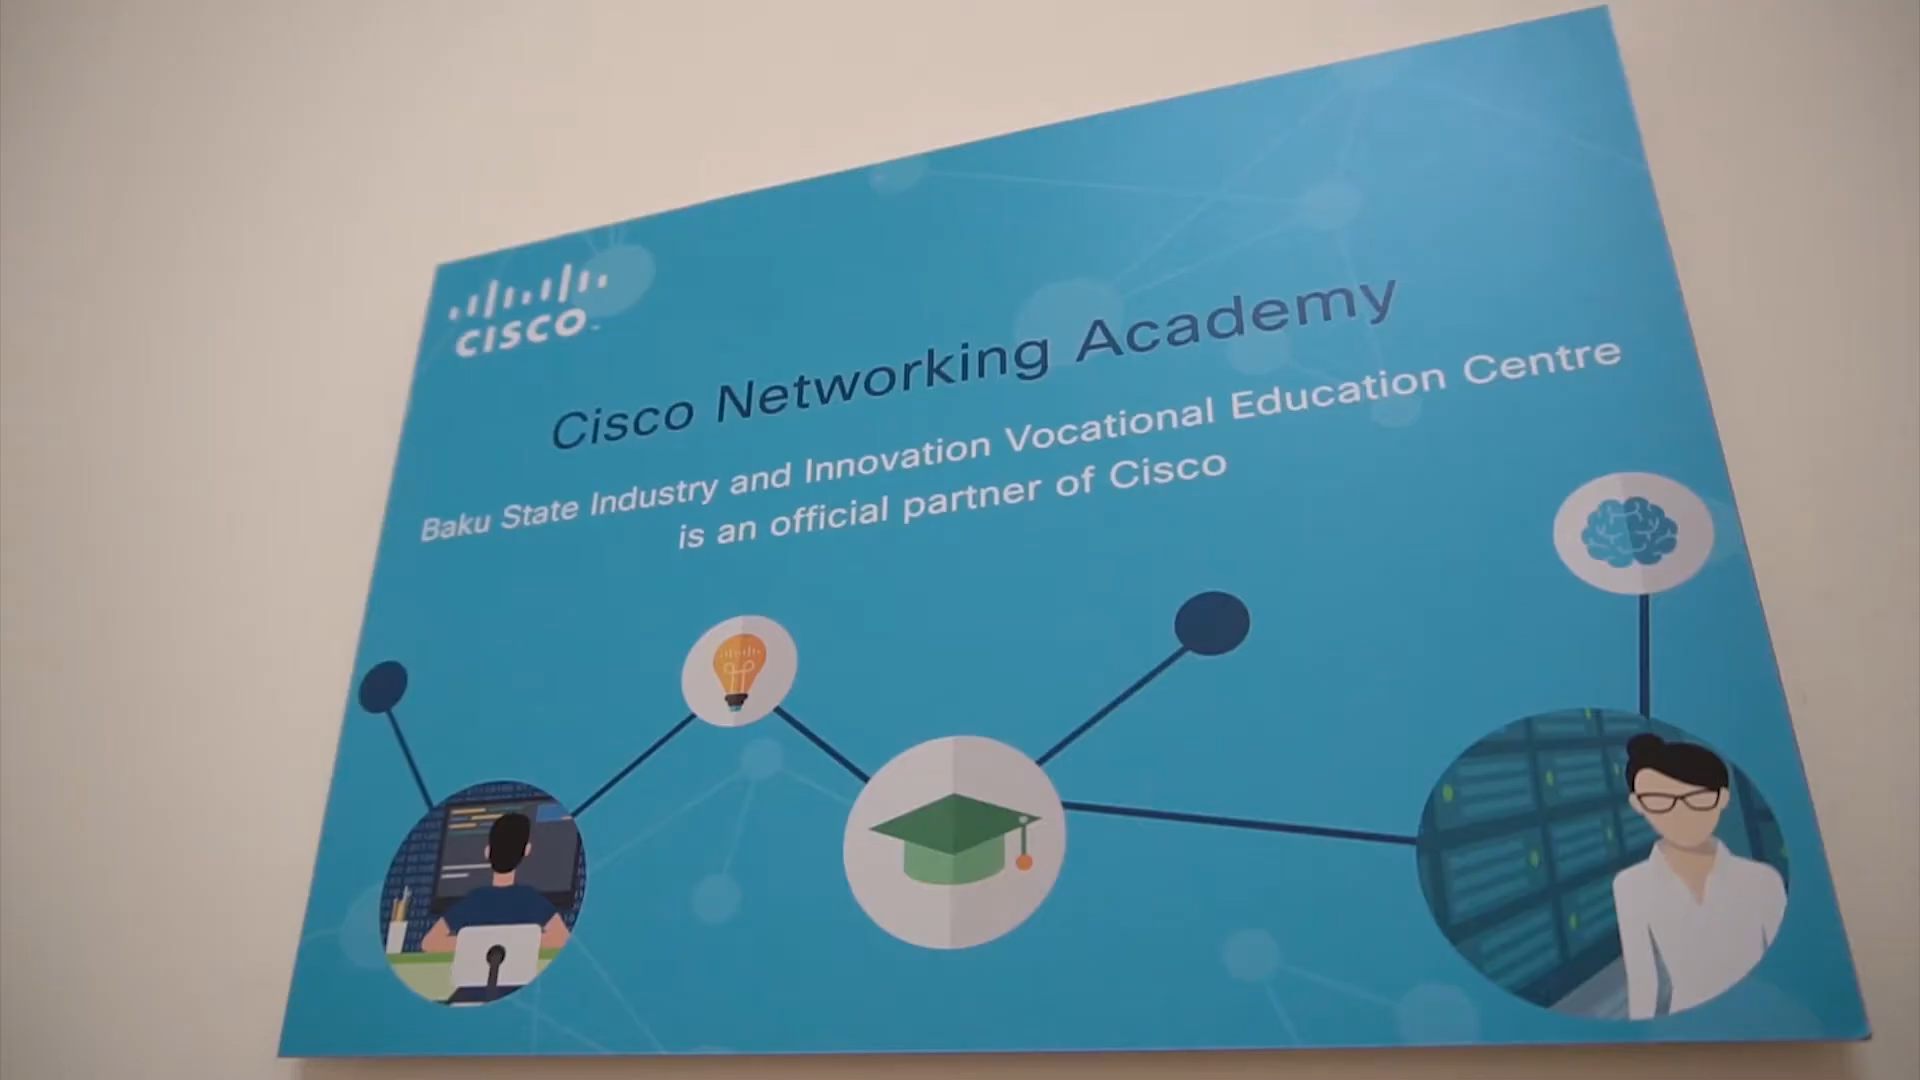 CISCO
Cisco Networking Academy
Baku State Industry and Innovation Vocational Education Centre
is an official partner of Cisco